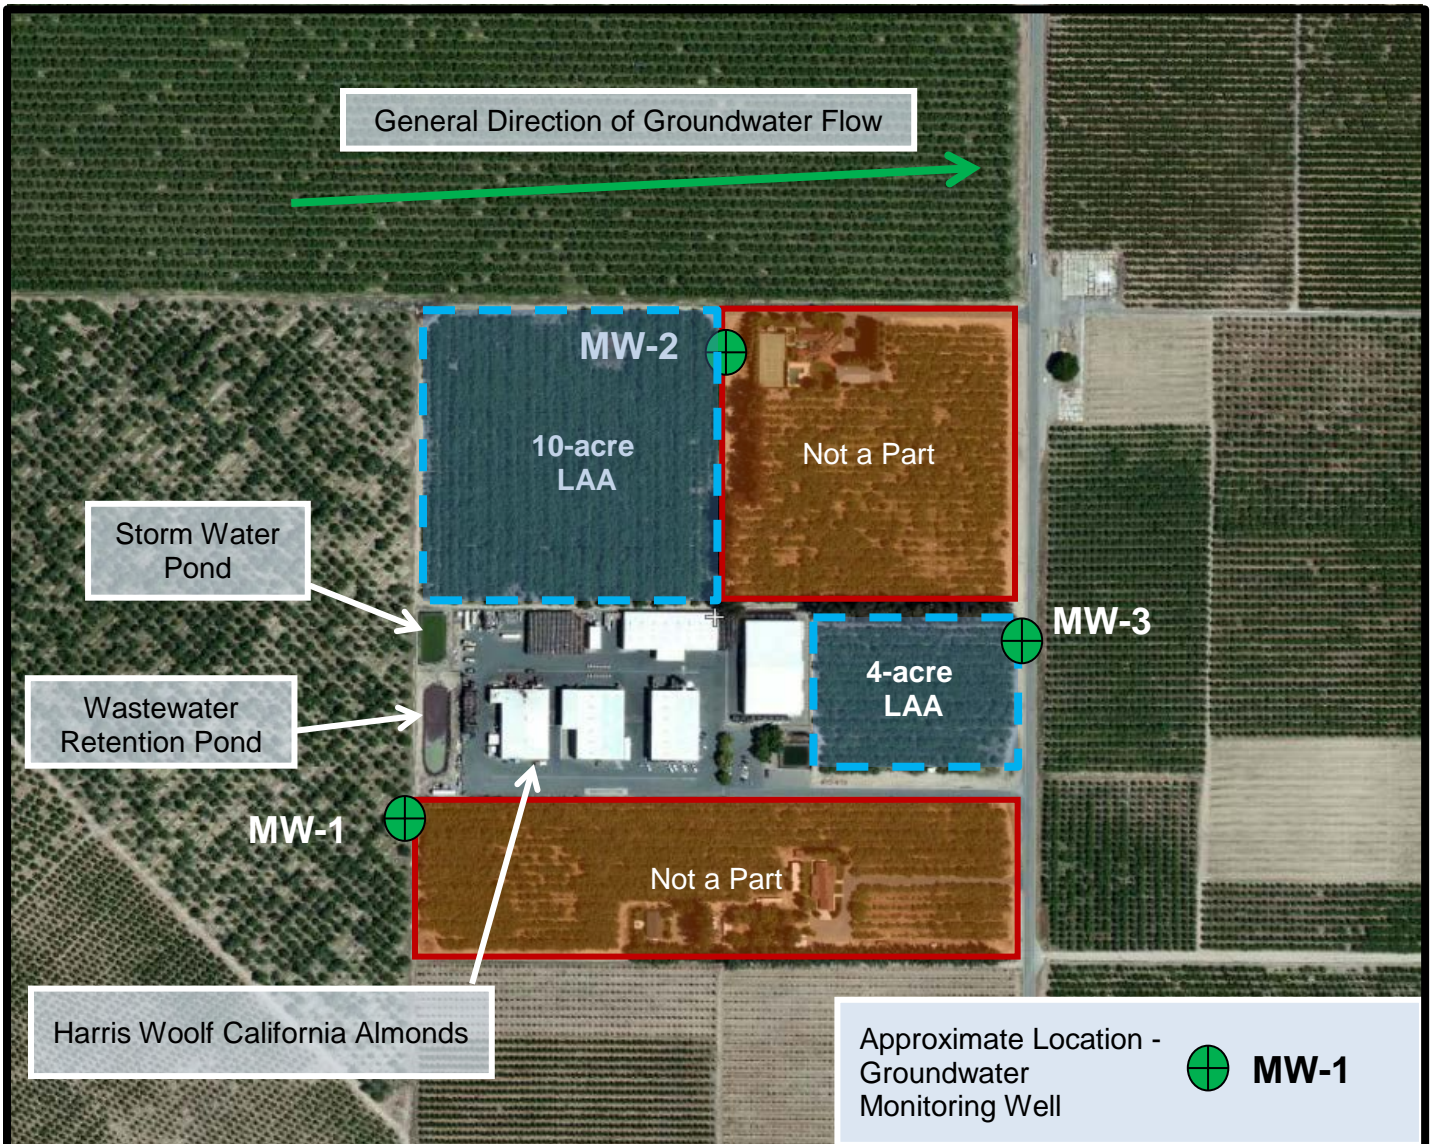 General Direction of Groundwater Flow
MW-2
10-acre
LAA
Not a Part
Storm Water
Pond
MW-3
4-acre
LAA
Wastewater
Retention Pond
MW-1
Not a Part
Harris Woolf California Almonds
Approximate Location -
Groundwater
Monitoring Well
MW-1